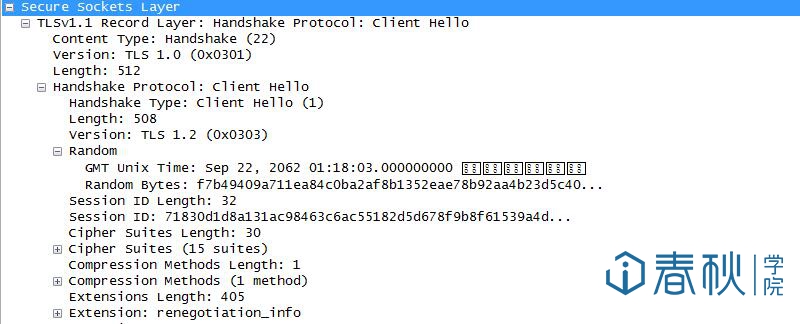 Secure Sockets Layer
TLSv1.1 Record Layer: Handshake Protocol: Client Hello
Content Type: Handshake (22)
Version: TLS 1.0 (0x0301)
Length: 512
Handshake Protocol: Client Hello
Handshake Type: Client Hello (1)
Length: 508
Version: TLS 1.2 (0x0303)
Random
GMT Unix Time: Sep 22, 2062 01:18:03.000000000
Random Bytes: f7b49409a711ea84c0ba2af8b1352eae78b92aa4b23d5c40...
Session ID Length: 32
Session ID: 71830d1d8a131ac98463c6ac55182d5d678f9b8f61539a4d...
Cipher Suites Length: 30
Cipher Suites (15 suites)
Compression Methods Length: 1
Compression Methods (1 method)
Extensions Length: 405
Extension: renegotiation_info
春秋学院